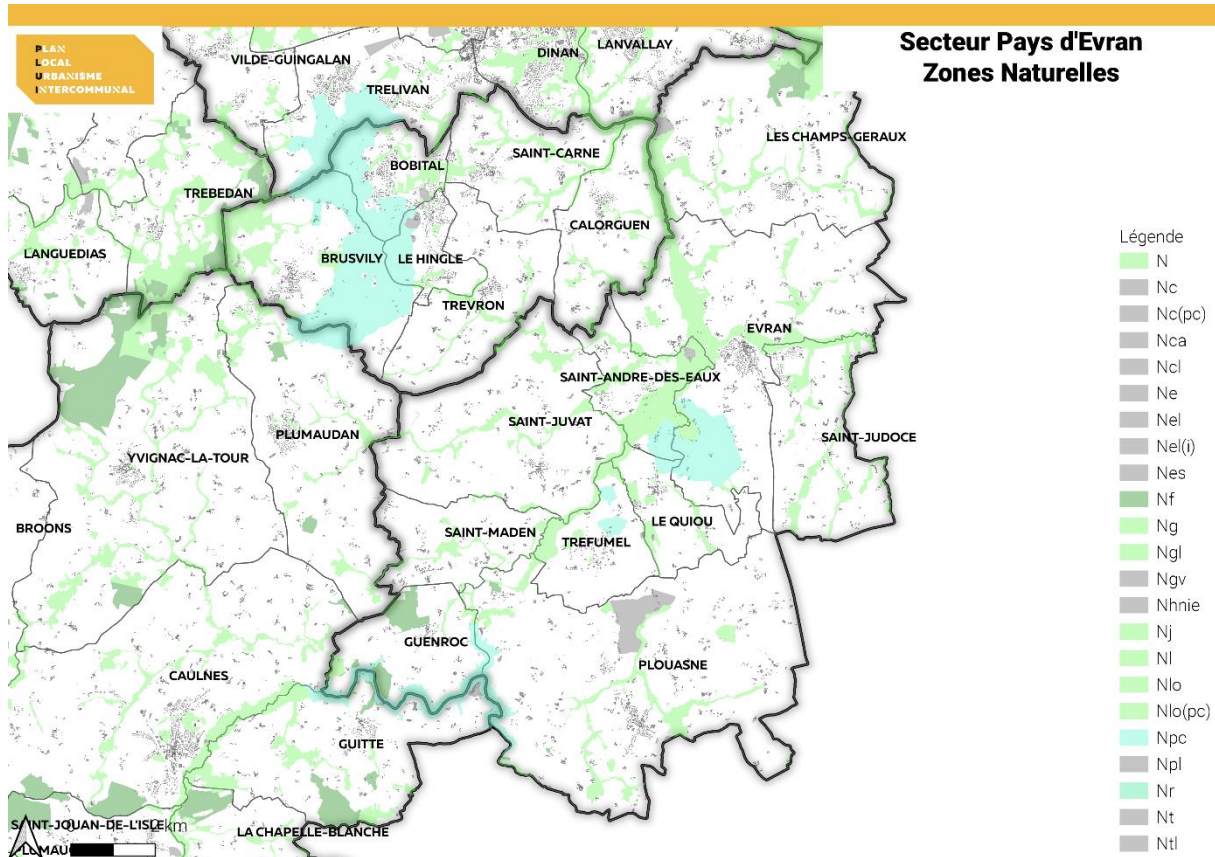 PLAN
LOCAL
URBANISME
INTERCOMMUNAL
Secteur Pays d'Evran
Zones Naturelles
VILDE-GUINGALAN
DINAN
LANVALLAY
TRELIVAN
LES CHAMPS-GERAUX
SAINT-CARNE
BOBITAL
TREBEDAN
CALORGUEN
LANGUEDIAS
BRUSVILY
LE HINGLE
TREVRON
EVRAN
SAINT-ANDRE-DES-EAUX
SAINT-JUVAT
PLUMAUDAN
SAINT-JUDOCE
YVIGNAC-LA-TOUR
BROONS
SAINT-MADEN
TREFUMEL
LE QUIOU
GUENROC
PLOUASNE
CAULNES
GUITTE
SAINT-JOUAN-DE-L'ISLE
km
LA CHAPELLE-BLANCHE
Légende
N
Nc
Nc(pc)
Nca
Ncl
Ne
Nel
Nel(i)
Nes
Nf
Ng
Ngl
Ngv
Nhnie
Nj
Nl
Nlo
Nlo(pc)
Npc
Npl
Nr
Nt
Ntl